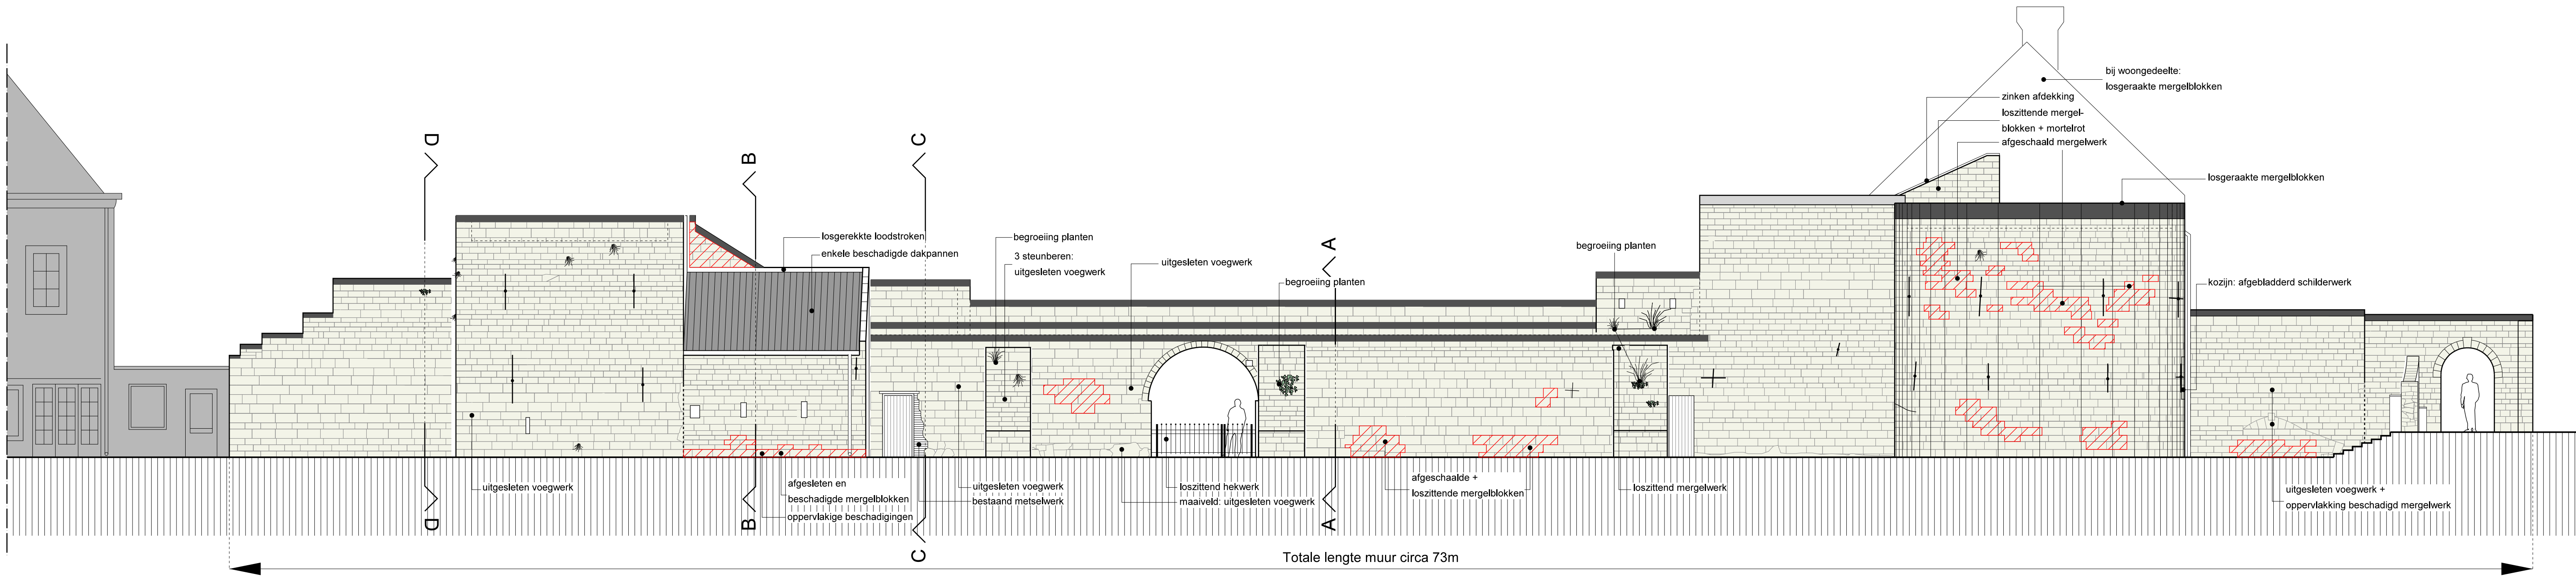 bij woongedeelte:
losgeraakte mergelblokken
zinken afdekking
loszittende mergel-
blokken + mortelrot
afgeschaald mergelwerk
losgeraakte mergelblokken
D
B
C
A
losgerekkte loodstroken
enkele beschadigde dakpannen
begroeiing planten
3 steunberen:
uitgesleten voegwerk
uitgesleten voegwerk
begroeiing planten
begroeiing planten
kozijn: afgebladderd schilderwerk
uitgesleten voegwerk
afgesleten en
beschadigde mergelblokken
oppervlakige beschadigingen
uitgesleten voegwerk
bestaand metselwerk
loszittend hekwerk
maaiveld: uitgesleten voegwerk
afgeschaalde +
loszittende mergelblokken
loszittend mergelwerk
uitgesleten voegwerk +
oppervlakking beschadigd mergelwerk
D
B
C
A
Totale lengte muur circa 73m